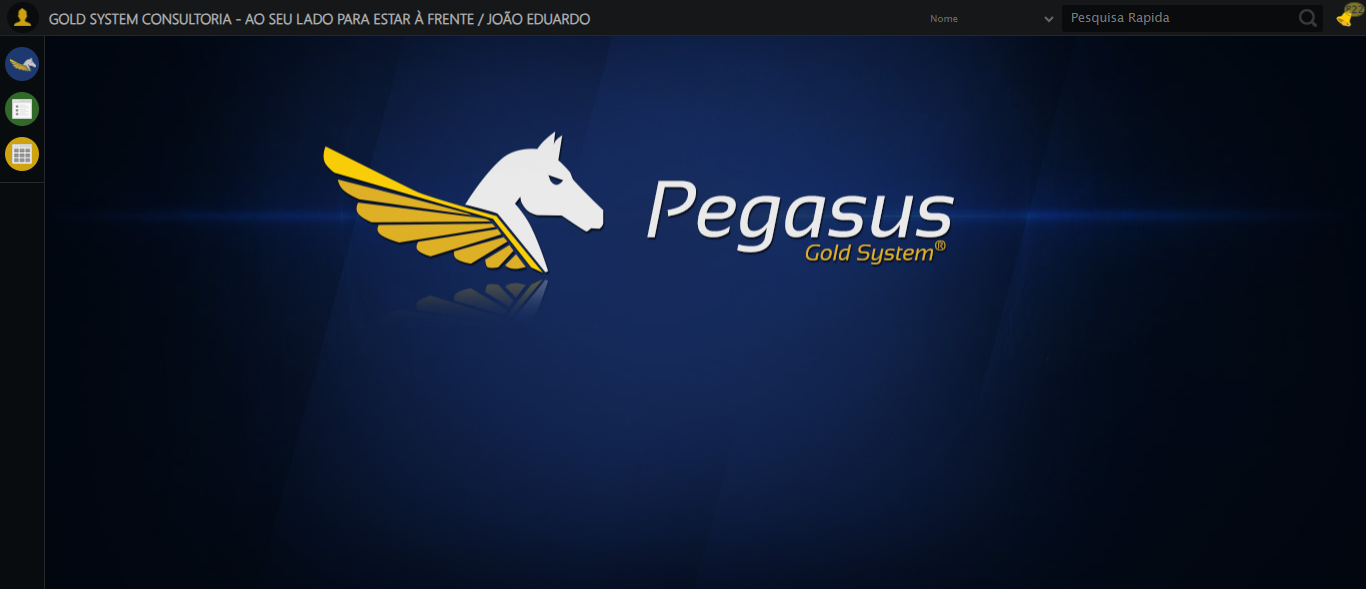 GOLD SYSTEM CONSULTORIA - AO SEU LADO PARA ESTAR À FRENTE / JOÃO EDUARDO
Nome
Pesquisa Rapida
Pegasus
Gold System®